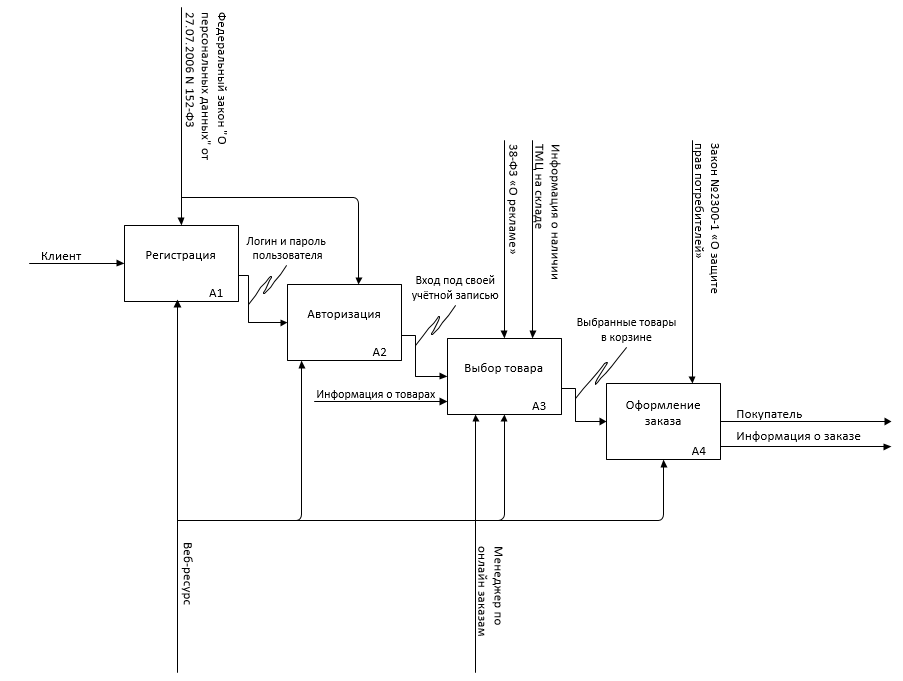 Федеральный закон "О
персональных данных" от
27.07.2006 N 152-ФЗ
Клиент
Регистрация
A1
Логин и пароль
пользователя
Авторизация
A2
Вход под своей
учётной записью
38-ФЗ «О рекламе»
Информация о наличии
ТМЦ на складе
Информация о товарах
Выбор товара
A3
Выбранные товары
в корзине
Закон №2300-1 «О защите
прав потребителей»
Оформление
заказа
A4
Покупатель
Информация о заказе
Веб-ресурс
Менеджер по
онлайн заказам